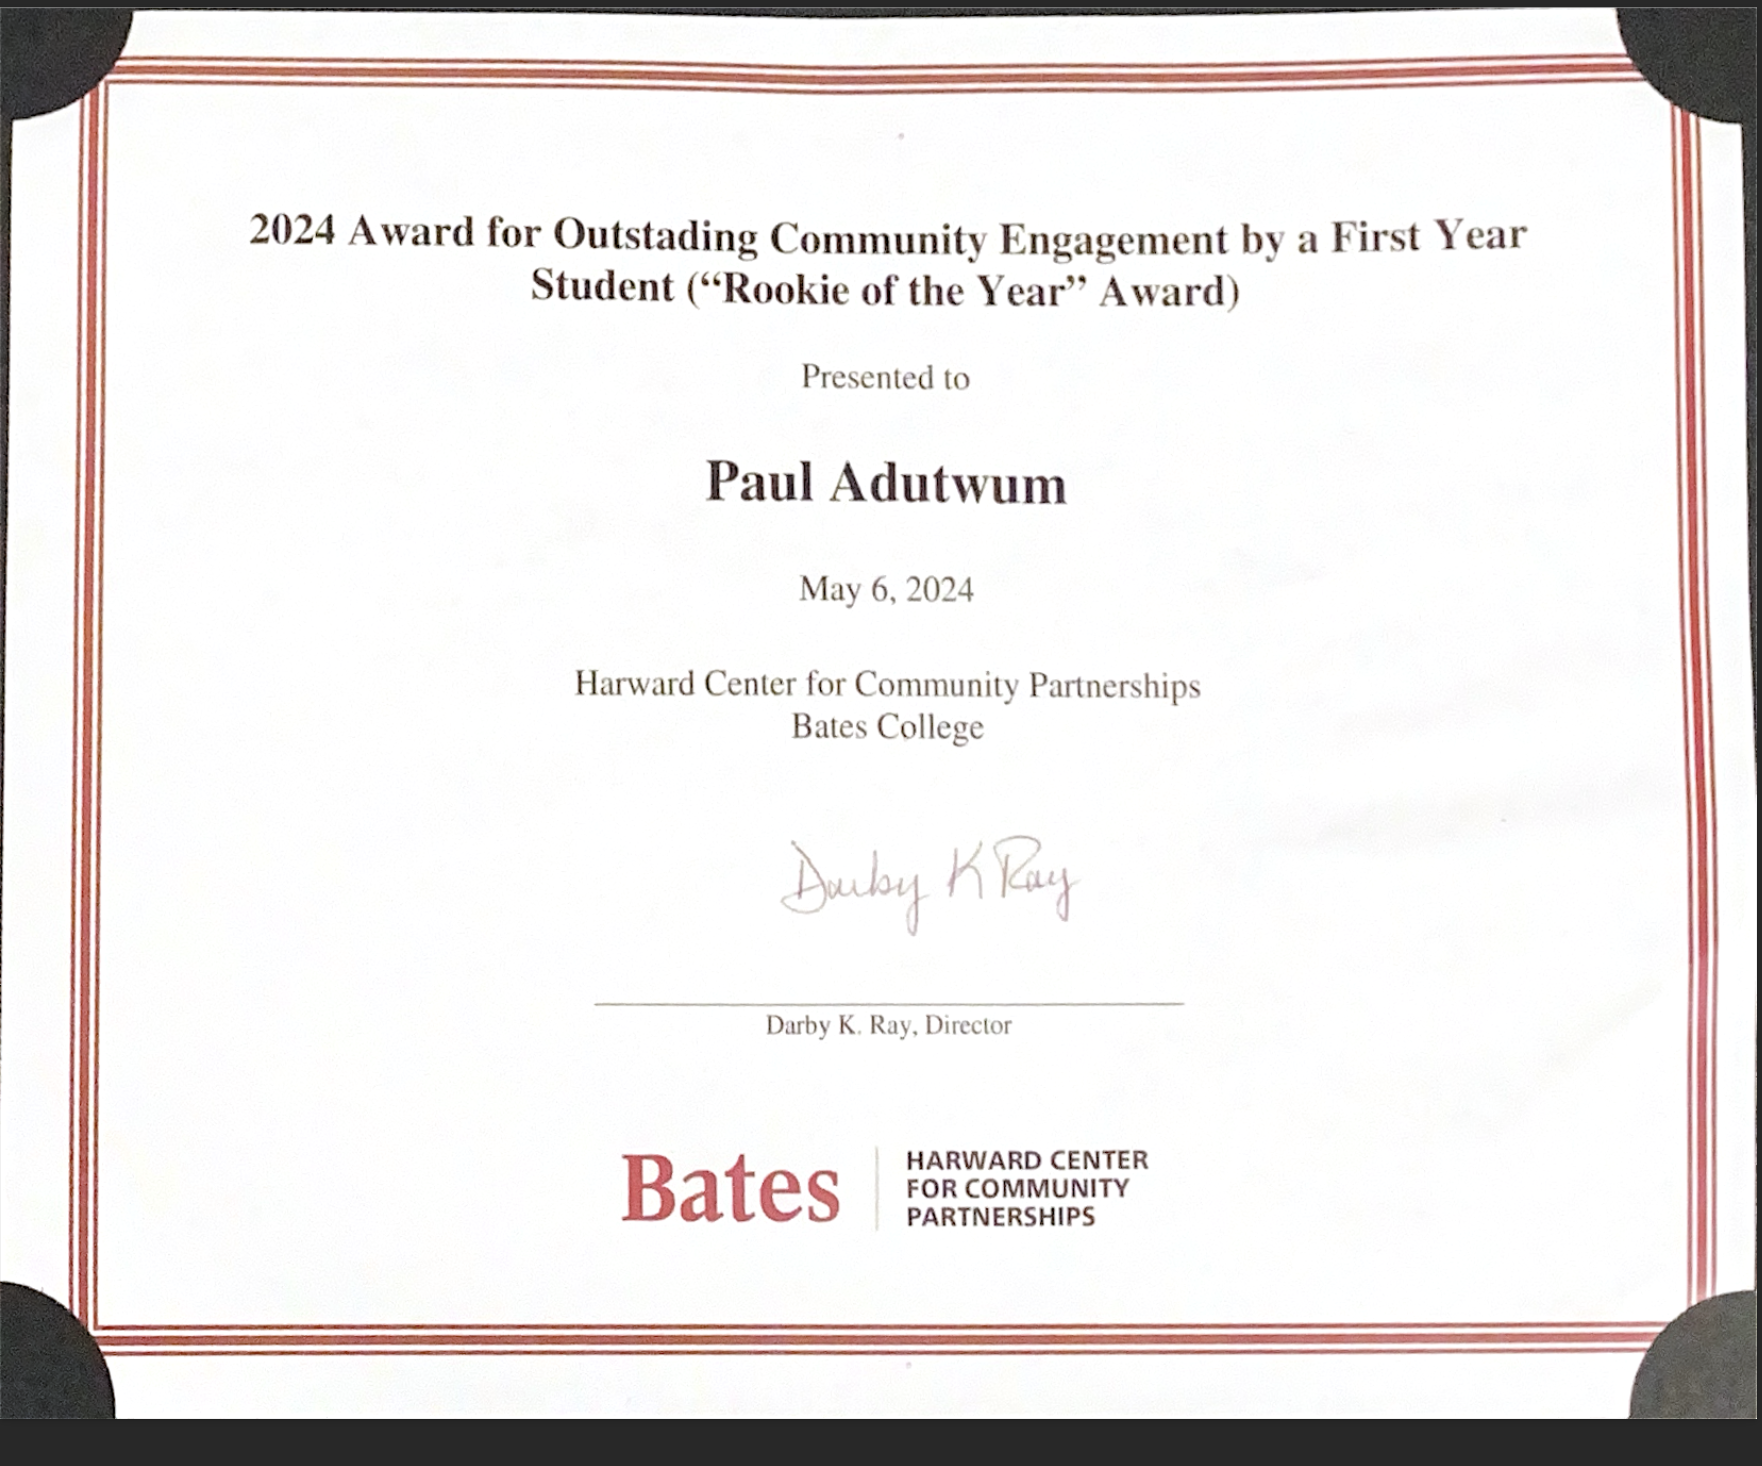 2024 Award for Outstading Community Engagement by a First Year
Student (“Rookie of the Year” Award)
Presented to
Paul Adutwum
May 6, 2024
Harward Center for Community Partnerships
Bates College
Darby K Ray
Darby K. Ray, Director
Bates
HARWARD CENTER
FOR COMMUNITY
PARTNERSHIPS